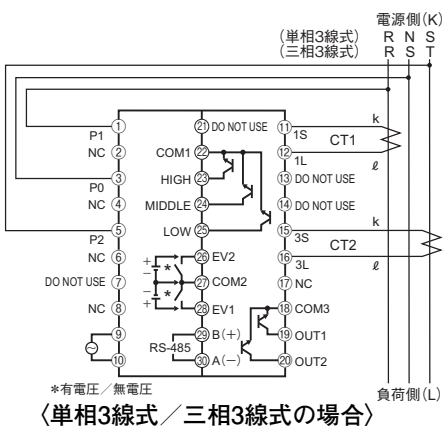 電源側(K)
(単相3線式) R N S
(三相3線式) R S T
① ㉑ DO NOT USE ⑪ k
P1 1S CT1
NC ② COM1 ㉒ ⑫ ℓ
1L
③ HIGH ㉓ ⑬ DO NOT USE
P0
NC ④ MIDDLE ㉔ ⑭ DO NOT USE
⑤ LOW ㉕ ⑮ k
P2 3S CT2
NC ⑥ + − * ㉖ EV2 ⑯ ℓ
3L
DO NOT USE ⑦ ㉗ COM2 ⑰ NC
NC ⑧ − + * ㉘ EV1 ⑱ COM3
⑨ RS-485 ㉙ B(+) ⑲ OUT1
⑩ ㉚ A(−) ⑳ OUT2
*有電圧/無電圧
負荷側(L)
〈単相3線式/三相3線式の場合〉